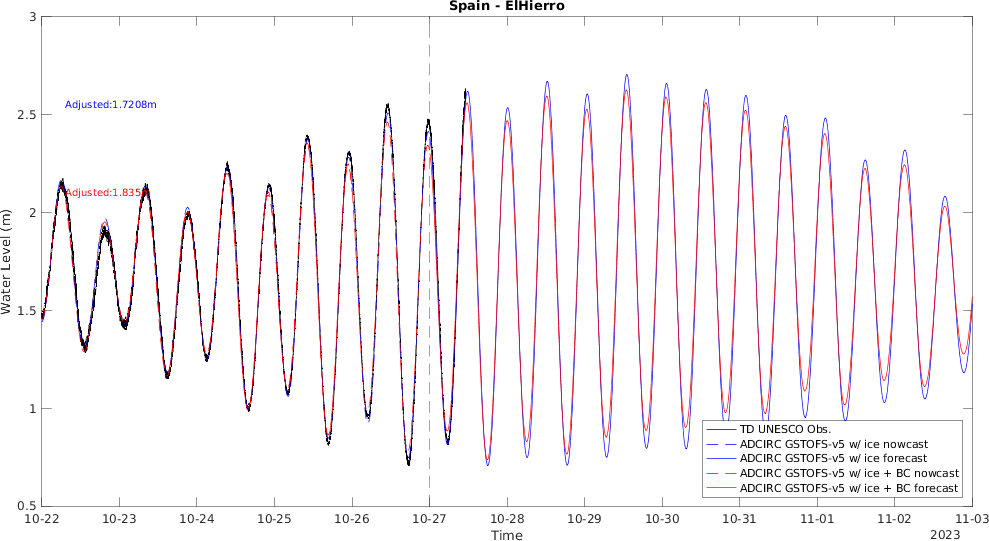 Spain - ElHierro
Water Level (m)
3
2.5
2
1.5
1
0.5
Adjusted:1.7208m
Adjusted:1.835
TD UNESCO Obs.
ADCIRC GSTOFS-v5 w/ ice nowcast
ADCIRC GSTOFS-v5 w/ ice forecast
ADCIRC GSTOFS-v5 w/ ice + BC nowcast
ADCIRC GSTOFS-v5 w/ ice + BC forecast
10-22 10-23 10-24 10-25 10-26 10-27 10-28 10-29 10-30 10-31 11-01 11-02 11-03
Time
2023